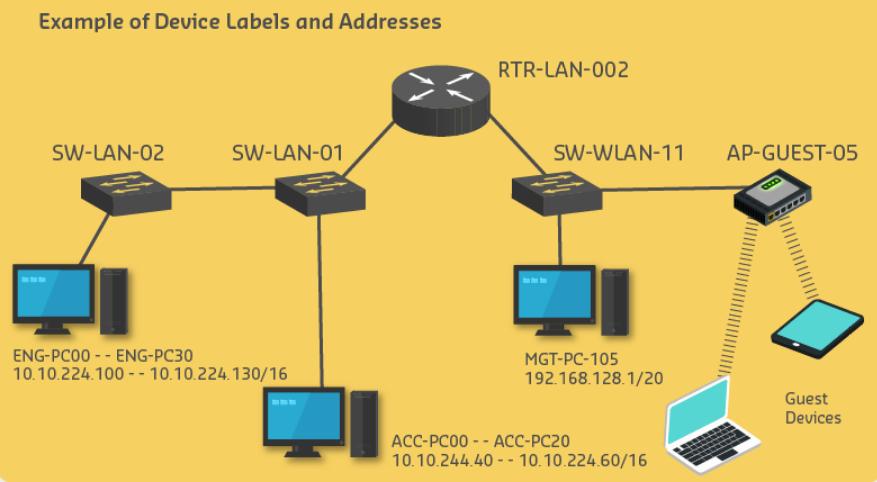 Example of Device Labels and Addresses
RTR-LAN-002
SW-LAN-02
SW-LAN-01
SW-WLAN-11
AP-GUEST-05
ENG-PC00 - - ENG-PC30
10.10.224.100 - - 10.10.224.130/16
MGT-PC-105
192.168.128.1/20
Guest
Devices
ACC-PC00 - - ACC-PC20
10.10.244.40 - - 10.10.224.60/16